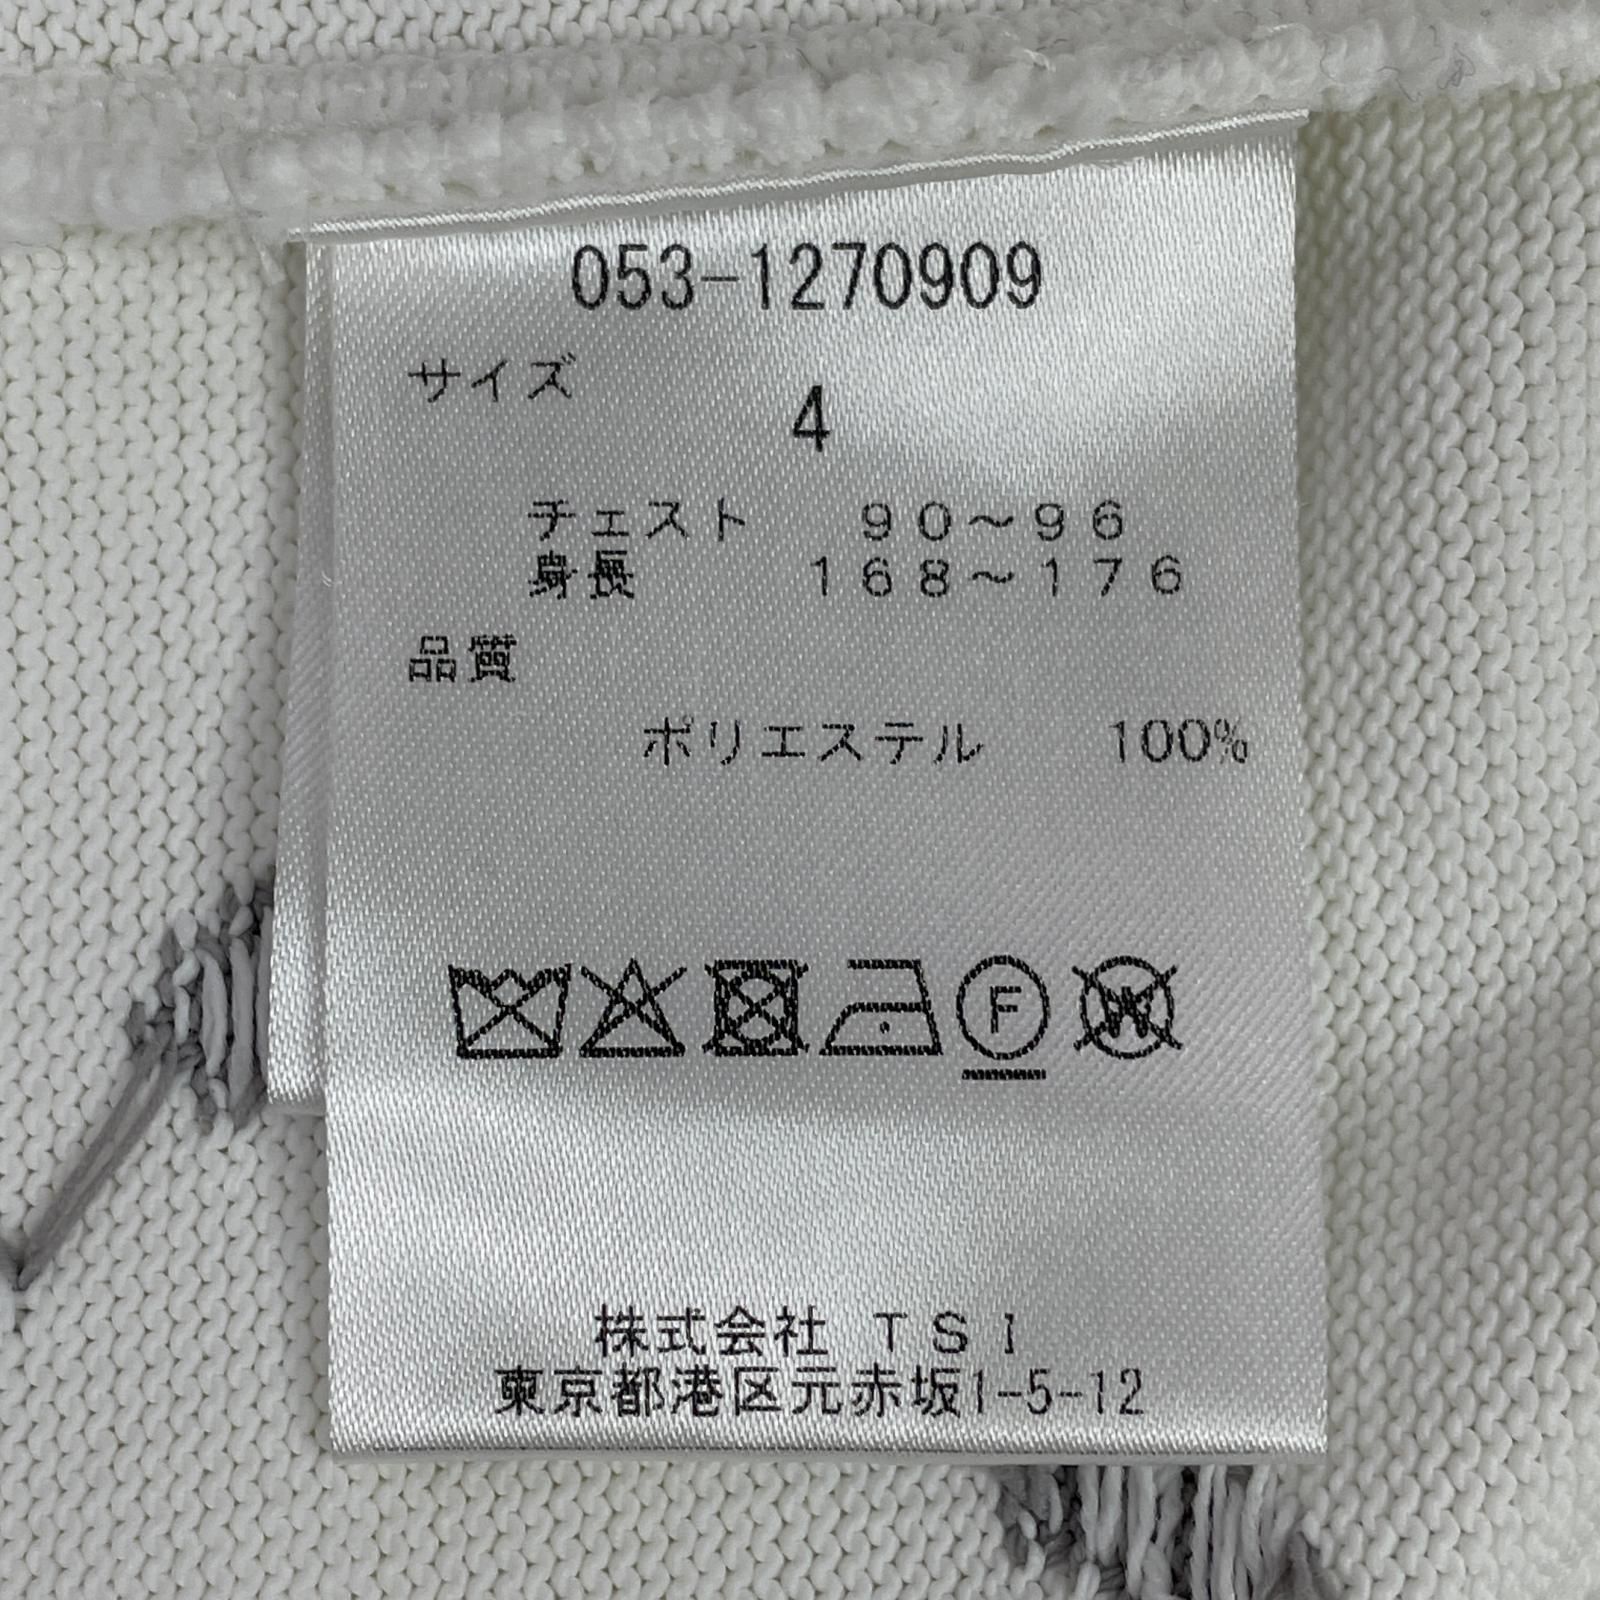 053-1270909
サイズ
4
チェスト 90～96
身長 168～176
品質
ポリエステル 100%
F W
株式会社 TSI
東京都港区元赤坂1-5-12